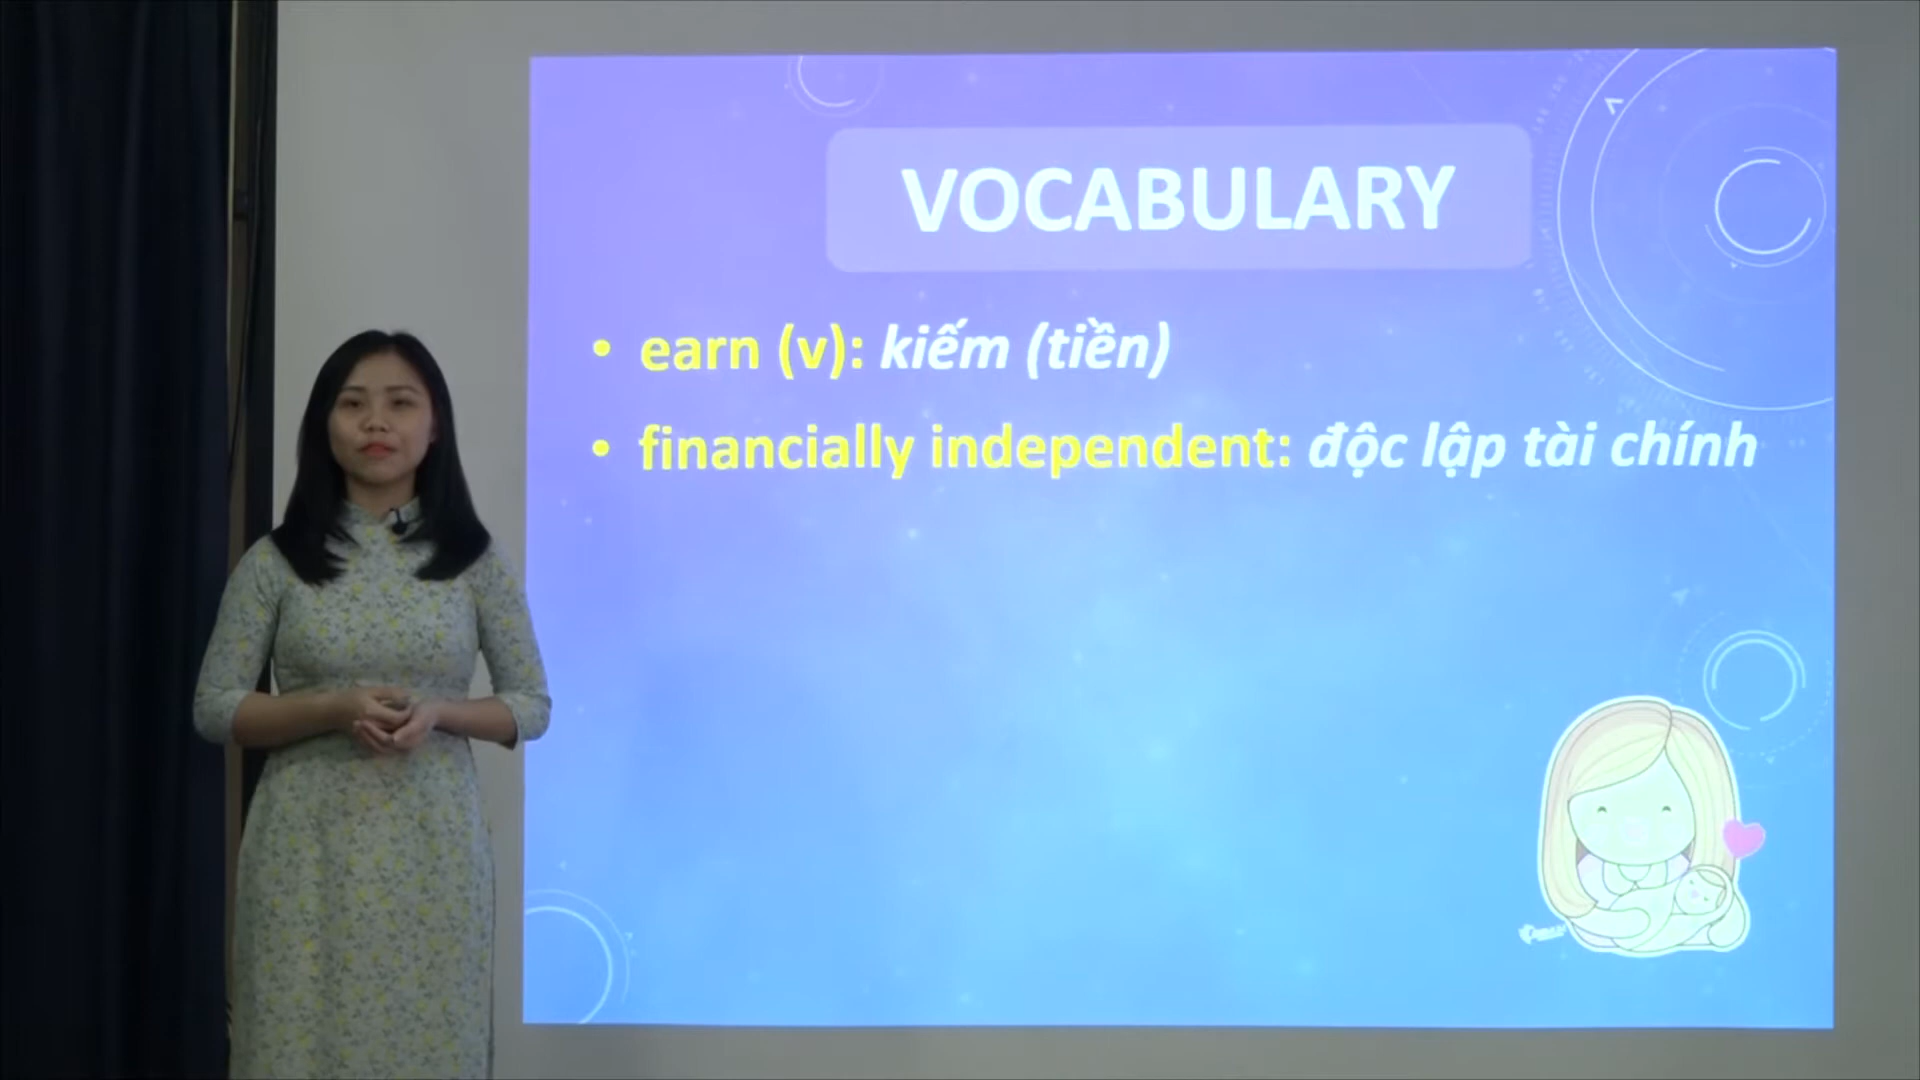 VOCABULARY
• earn (v): kiếm (tiền)
• financially independent: độc lập tài chính